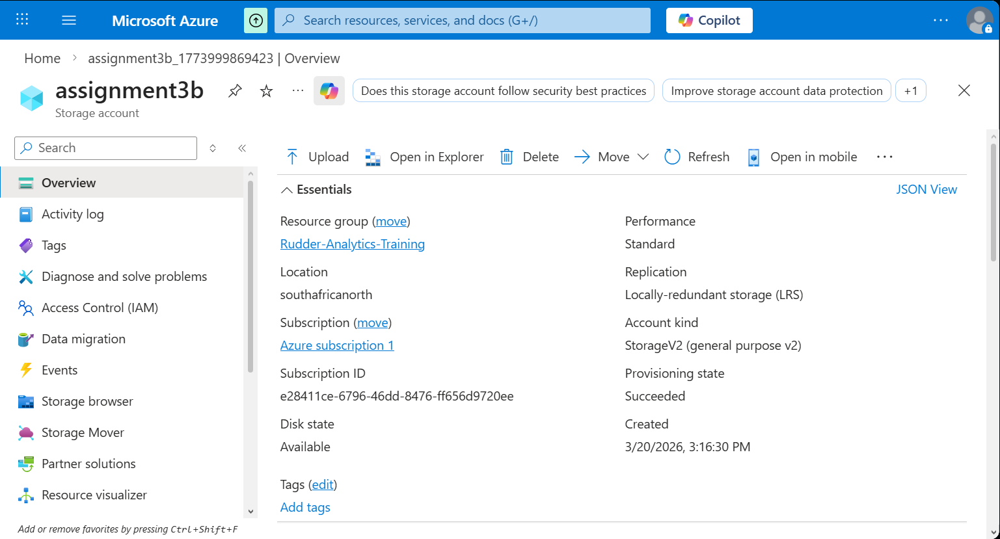 Microsoft Azure
Search resources, services, and docs (G+/)
Copilot
Home
assignment3b_1773999869423 | Overview
assignment3b
Storage account
Does this storage account follow security best practices
Improve storage account data protection
+1
Search
Overview
Activity log
Tags
Diagnose and solve problems
Access Control (IAM)
Data migration
Events
Storage browser
Storage Mover
Partner solutions
Resource visualizer
Add or remove favorites by pressing Ctrl+Shift+F
Upload
Open in Explorer
Delete
Move
Refresh
Open in mobile
Essentials
JSON View
Resource group (move)
Rudder-Analytics-Training
Location
southafricanorth
Subscription (move)
Azure subscription 1
Subscription ID
e28411ce-6796-46dd-8476-ff656d9720ee
Disk state
Available
Performance
Standard
Replication
Locally-redundant storage (LRS)
Account kind
StorageV2 (general purpose v2)
Provisioning state
Succeeded
Created
3/20/2026, 3:16:30 PM
Tags (edit)
Add tags